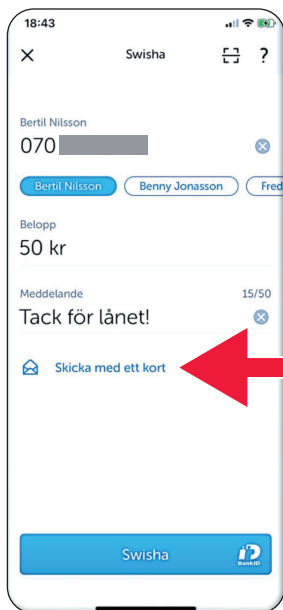 18:43
Swisha
?
Bertil Nilsson
070
Bertil Nilsson Benny Jonasson Fred
Belopp
50 kr
Meddelande 15/50
Tack för lånet!
Skicka med ett kort
Swisha
BankID